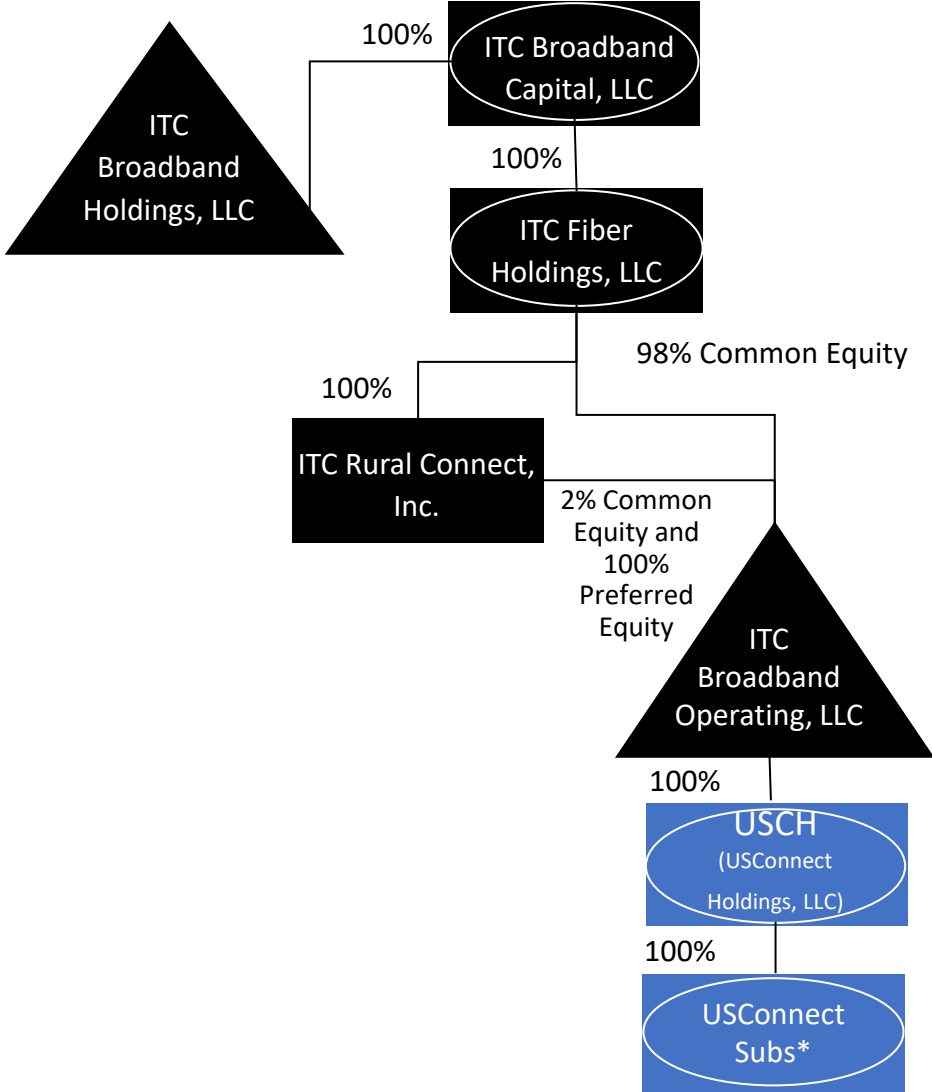 100%
ITC Broadband
Capital, LLC
ITC
Broadband
Holdings, LLC
100%
ITC Fiber
Holdings, LLC
98% Common Equity
100%
ITC Rural Connect,
Inc.
2% Common
Equity and
100%
Preferred
Equity
ITC
Broadband
Operating, LLC
100%
USCH
(USConnect
Holdings, LLC)
100%
USConnect
Subs*